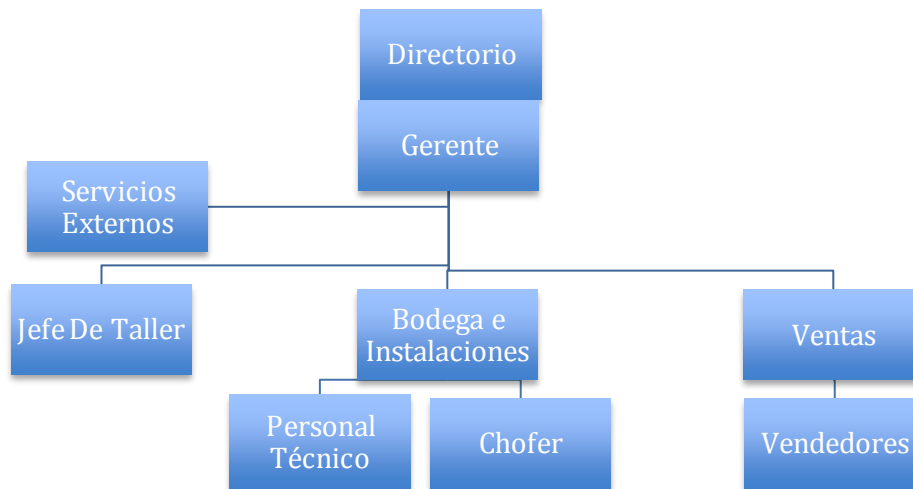 Directorio
Gerente
Servicios
Externos
Jefe De Taller
Bodega e
Instalaciones
Ventas
Personal
Técnico
Chofer
Vendedores